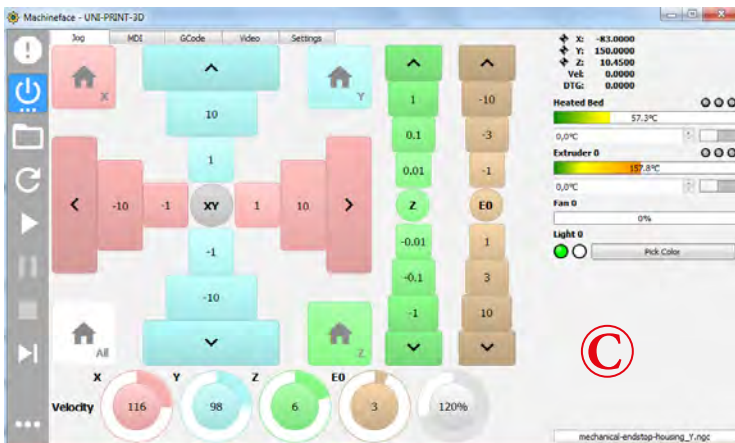 Machineface - UNI-PRINT-3D
Jog MDI GCode Video Settings
X
Y
10
1
-10 -1 XY 1 10
-1
-10
All
Z
1
0.1
0.01
Z
-0.01
-0.1
-1
-10
-3
-1
E0
1
3
10
X Y Z E0
Velocity 116 98 6 3 120%
X: -83.0000
Y: 150.0000
Z: 10.4500
Vel: 0.0000
DTG: 0.0000
Heated Bed
57.3°C
0,0°C
Extruder 0
157.8°C
0,0°C
Fan 0
0%
Light 0
Pick Color
©
mechanical-endstop-housing_Y.ngc